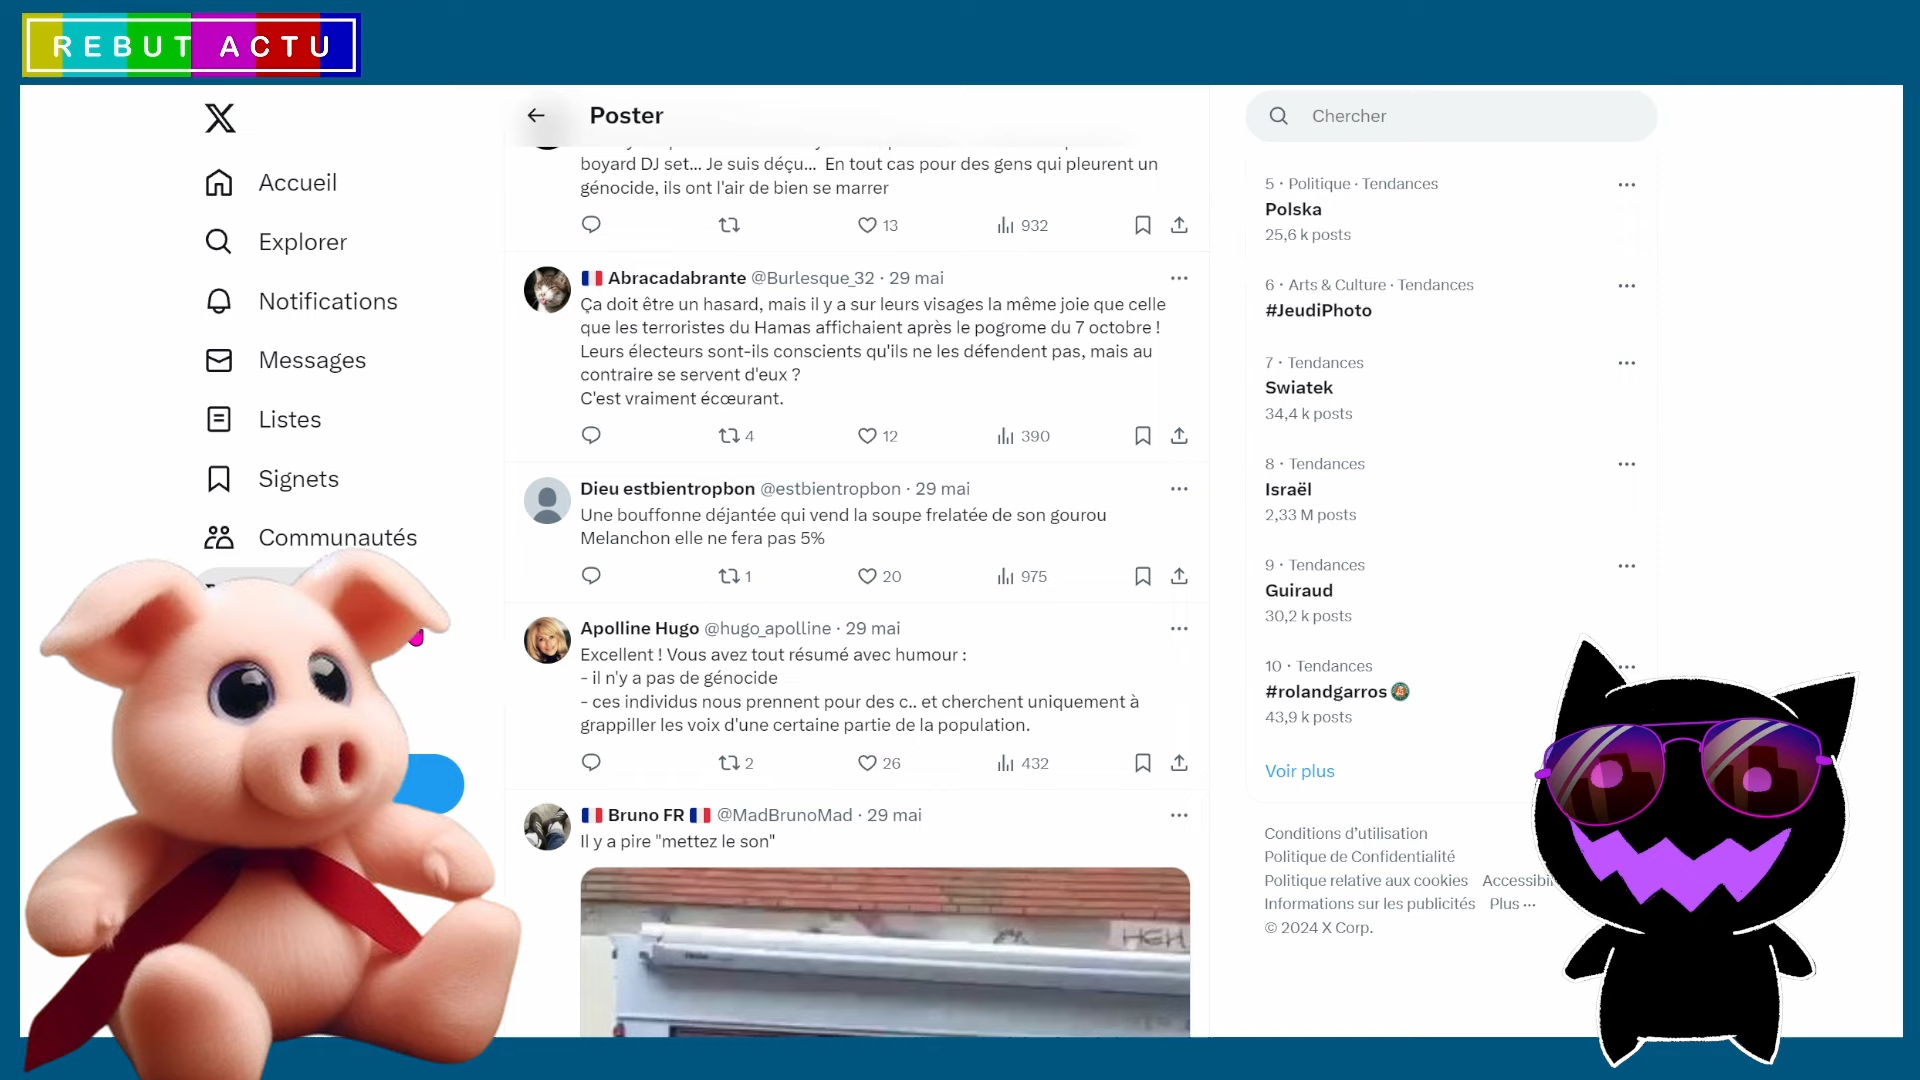 REBUT ACTU
Accueil
Explorer
Notifications
Messages
Listes
Signets
Communautés
Poster
boyard DJ set... Je suis déçu... En tout cas pour des gens qui pleurent un
génocide, ils ont l'air de bien se marrer
13
932
Abracadabrante @Burlesque_32 · 29 mai
Ça doit être un hasard, mais il y a sur leurs visages la même joie que celle
que les terroristes du Hamas affichaient après le pogrome du 7 octobre !
Leurs électeurs sont-ils conscients qu'ils ne les défendent pas, mais au
contraire se servent d'eux ?
C'est vraiment écœurant.
4
12
390
Dieu estbientropbon @estbientropbon · 29 mai
Une bouffonne déjantée qui vend la soupe frelatée de son gourou
Melanchon elle ne fera pas 5%
1
20
975
Apolline Hugo @hugo_apolline · 29 mai
Excellent ! Vous avez tout résumé avec humour :
- il n'y a pas de génocide
- ces individus nous prennent pour des c.. et cherchent uniquement à
grappiller les voix d'une certaine partie de la population.
2
26
432
Bruno FR @MadBrunoMad · 29 mai
Il y a pire "mettez le son"
Chercher
5 · Politique · Tendances
Polska
25,6 k posts
6 · Arts & Culture · Tendances
#JeudiPhoto
7 · Tendances
Swiatek
34,4 k posts
8 · Tendances
Israël
2,33 M posts
9 · Tendances
Guiraud
30,2 k posts
10 · Tendances
#rolandgarros
43,9 k posts
Voir plus
Conditions d'utilisation
Politique de Confidentialité
Politique relative aux cookies
Informations sur les publicités Plus ···
© 2024 X Corp.